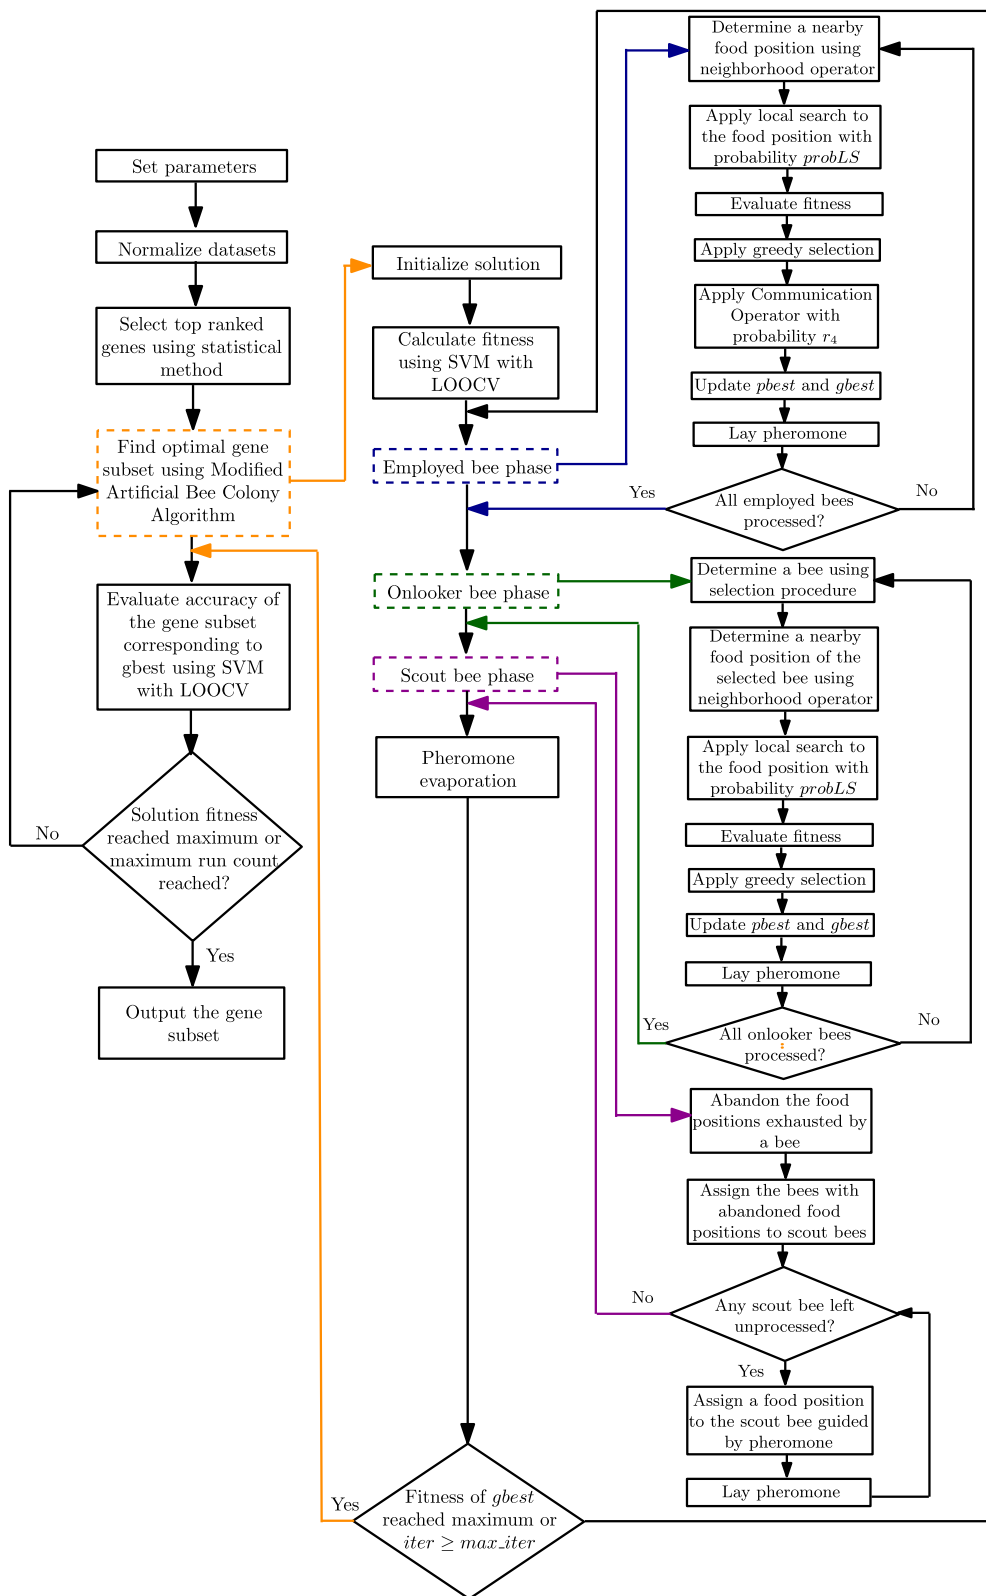 Set parameters
Normalize datasets
Select top ranked
genes using statistical
method
Find optimal gene
subset using Modified
Artificial Bee Colony
Algorithm
Evaluate accuracy of
the gene subset
corresponding to
gbest using SVM
with LOOCV
Solution fitness
reached maximum or
maximum run count
reached?
No
Yes
Output the gene
subset
Initialize solution
Calculate fitness
using SVM with
LOOCV
Employed bee phase
Onlooker bee phase
Scout bee phase
Pheromone
evaporation
Fitness of gbest
reached maximum or
iter ≥ max_iter
Yes
Determine a nearby
food position using
neighborhood operator
Apply local search to
the food position with
probability probLS
Evaluate fitness
Apply greedy selection
Apply Communication
Operator with
probability r₄
Update pbest and gbest
Lay pheromone
All employed bees
processed?
Yes
No
Determine a bee using
selection procedure
Determine a nearby
food position of the
selected bee using
neighborhood operator
Apply local search to
the food position with
probability probLS
Evaluate fitness
Apply greedy selection
Update pbest and gbest
Lay pheromone
All onlooker bees
processed?
Yes
No
Abandon the food
positions exhausted by
a bee
Assign the bees with
abandoned food
positions to scout bees
Any scout bee left
unprocessed?
No
Yes
Assign a food position
to the scout bee guided
by pheromone
Lay pheromone